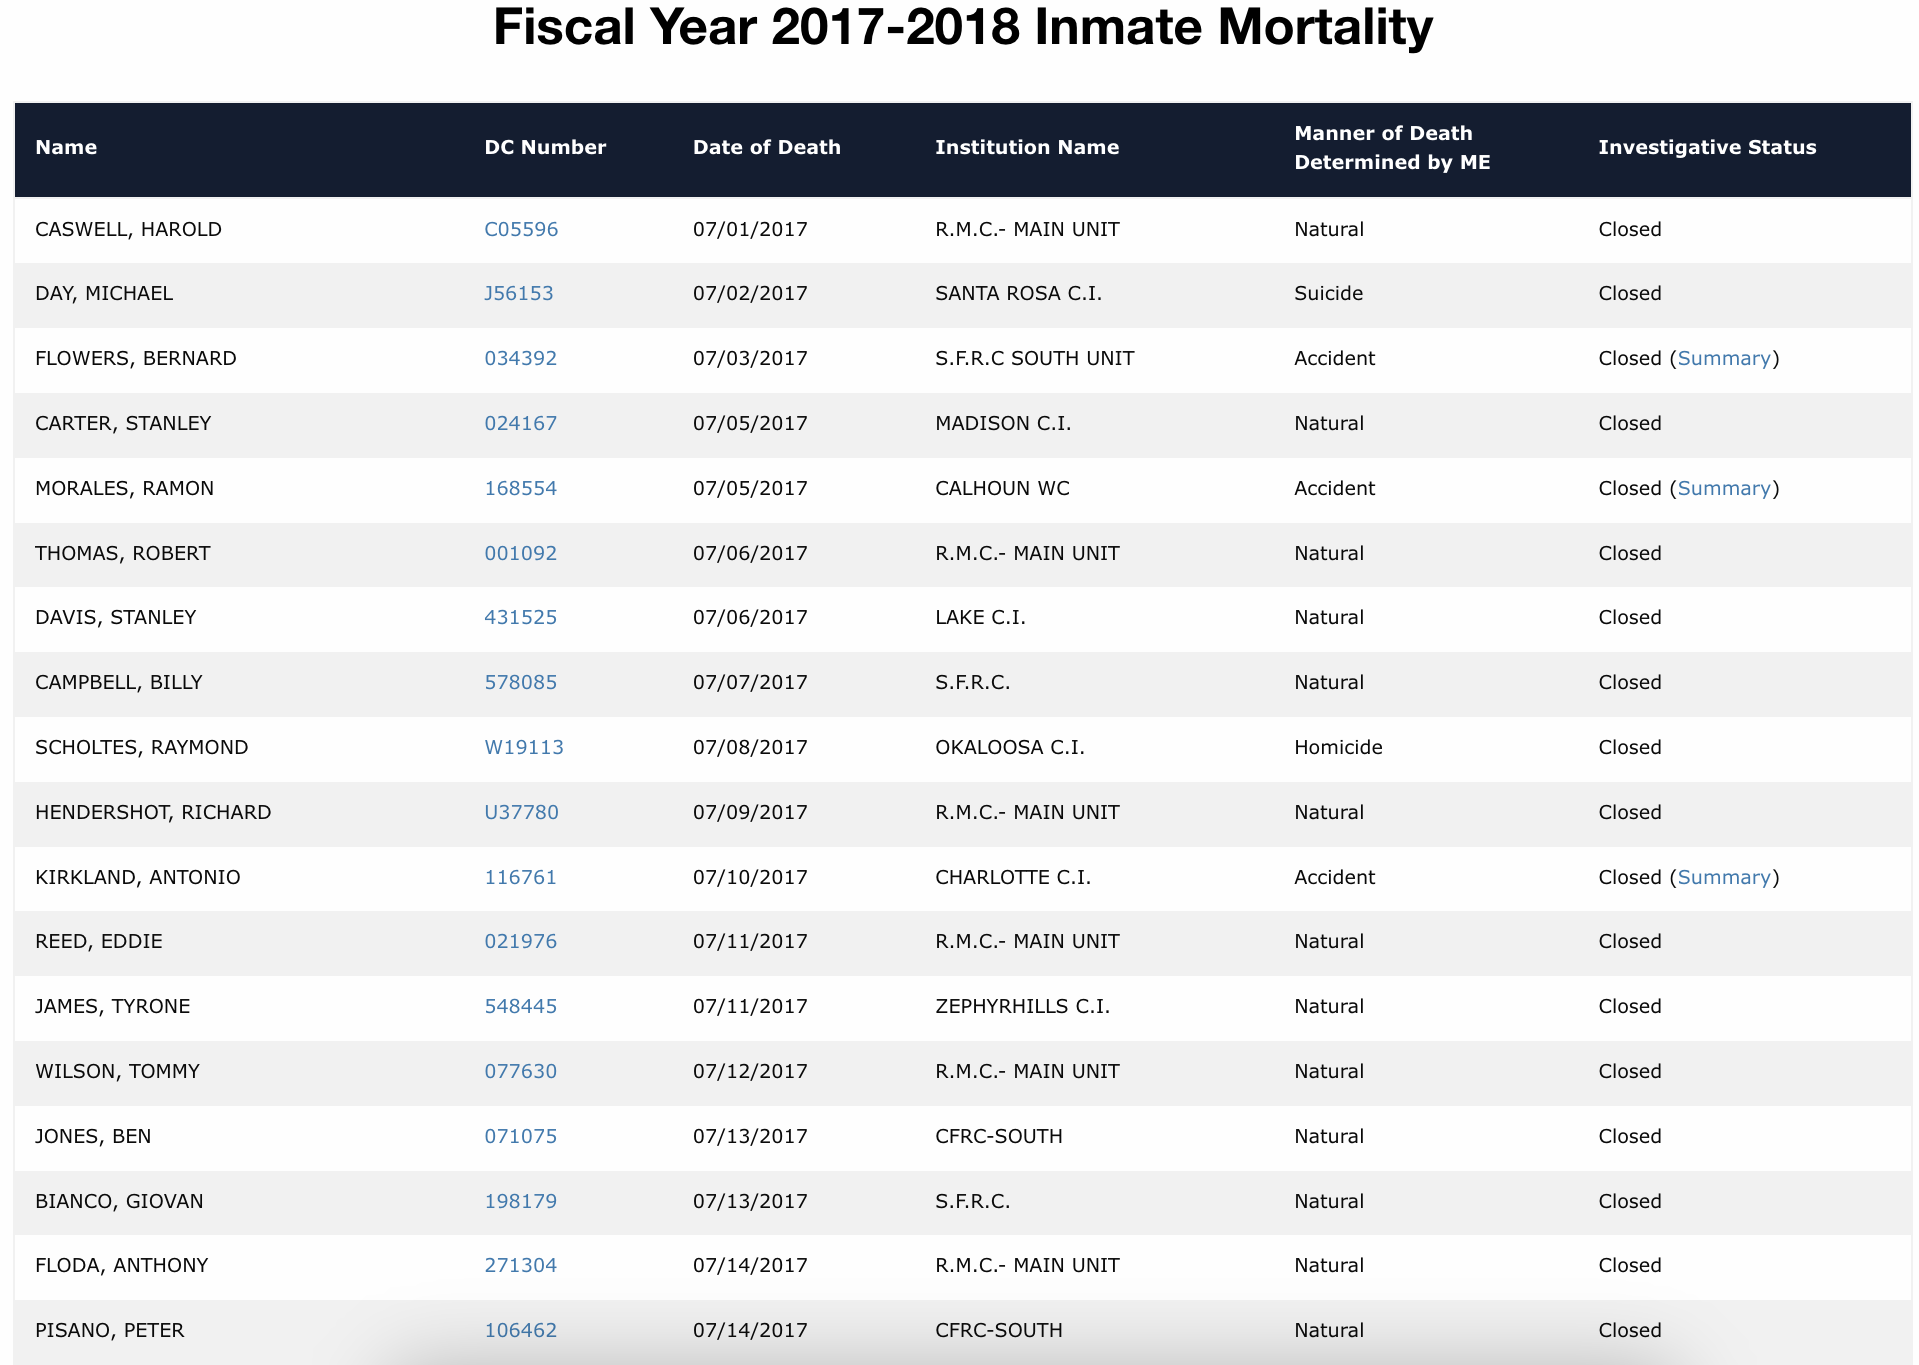 Fiscal Year 2017-2018 Inmate Mortality
Name DC Number Date of Death Institution Name Manner of Death Determined by ME Investigative Status
CASWELL, HAROLD C05596 07/01/2017 R.M.C.- MAIN UNIT Natural Closed
DAY, MICHAEL J56153 07/02/2017 SANTA ROSA C.I. Suicide Closed
FLOWERS, BERNARD 034392 07/03/2017 S.F.R.C SOUTH UNIT Accident Closed (Summary)
CARTER, STANLEY 024167 07/05/2017 MADISON C.I. Natural Closed
MORALES, RAMON 168554 07/05/2017 CALHOUN WC Accident Closed (Summary)
THOMAS, ROBERT 001092 07/06/2017 R.M.C.- MAIN UNIT Natural Closed
DAVIS, STANLEY 431525 07/06/2017 LAKE C.I. Natural Closed
CAMPBELL, BILLY 578085 07/07/2017 S.F.R.C. Natural Closed
SCHOLTES, RAYMOND W19113 07/08/2017 OKALOOSA C.I. Homicide Closed
HENDERSHOT, RICHARD U37780 07/09/2017 R.M.C.- MAIN UNIT Natural Closed
KIRKLAND, ANTONIO 116761 07/10/2017 CHARLOTTE C.I. Accident Closed (Summary)
REED, EDDIE 021976 07/11/2017 R.M.C.- MAIN UNIT Natural Closed
JAMES, TYRONE 548445 07/11/2017 ZEPHYRHILLS C.I. Natural Closed
WILSON, TOMMY 077630 07/12/2017 R.M.C.- MAIN UNIT Natural Closed
JONES, BEN 071075 07/13/2017 CFRC-SOUTH Natural Closed
BIANCO, GIOVAN 198179 07/13/2017 S.F.R.C. Natural Closed
FLODA, ANTHONY 271304 07/14/2017 R.M.C.- MAIN UNIT Natural Closed
PISANO, PETER 106462 07/14/2017 CFRC-SOUTH Natural Closed